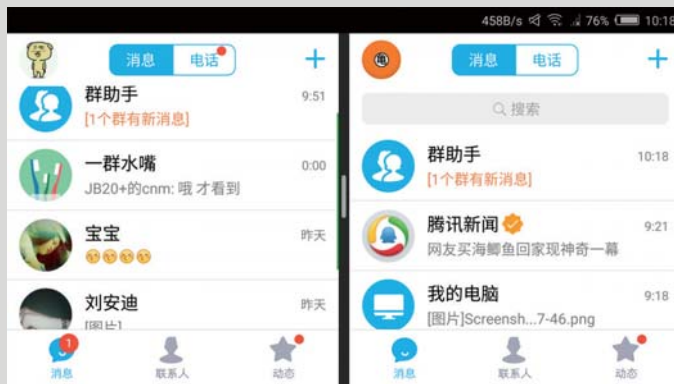 458B/s 76% 10:18
消息 电话
群助手 9:51
[1个群有新消息]
一群水嘴 0:00
JB20+的cnm: 哦 才看到
宝宝 昨天
刘安迪 昨天
[图片]
1
消息 联系人 动态
消息 电话
搜索
群助手 10:18
[1个群有新消息]
腾讯新闻 9:21
网友买海鲫鱼回家现神奇一幕
我的电脑 9:18
[图片]Screensh...7-46.png
消息 联系人 动态